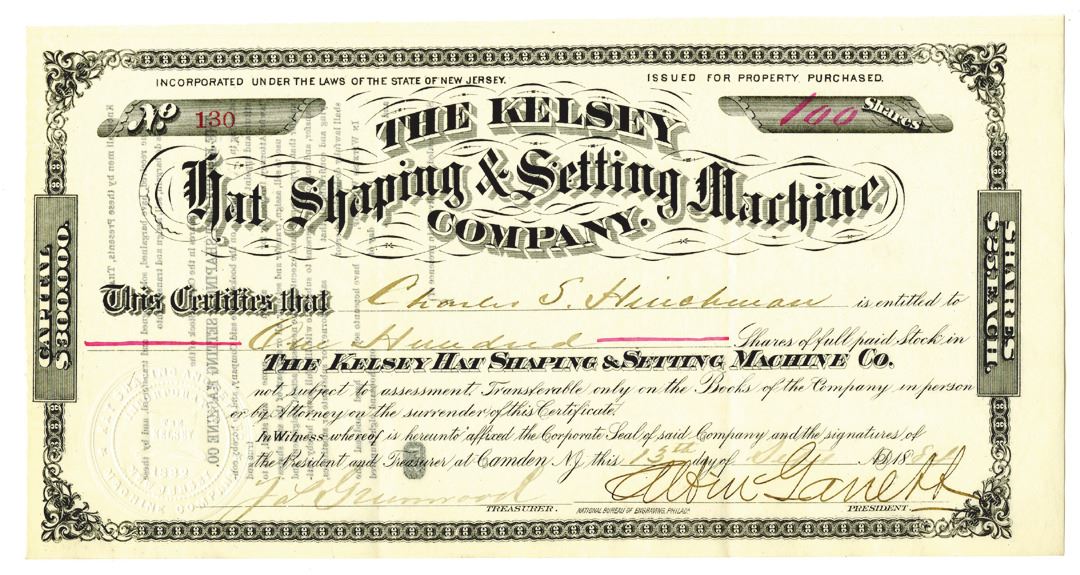 INCORPORATED UNDER THE LAWS OF THE STATE OF NEW JERSEY.
ISSUED FOR PROPERTY PURCHASED.
No. 130
100 Shares
THE KELSEY
Hat Shaping & Setting Machine
COMPANY.
CAPITAL
$300,000.
SHARES
$25. EACH.
This Certifies that Charles S. Hinchman is entitled to
One Hundred Shares of full paid Stock in
THE KELSEY HAT SHAPING & SETTING MACHINE CO.
not subject to assessment. Transferable only on the Books of the Company in person
or by Attorney on the surrender of this Certificate.
In Witness whereof is hereunto affixed the Corporate Seal of said Company and the signatures of
the President and Treasurer at Camden N.J. this 13th day of AD 188
Greenwood
TREASURER.
NATIONAL BUREAU OF ENGRAVING, PHILADA.
PRESIDENT